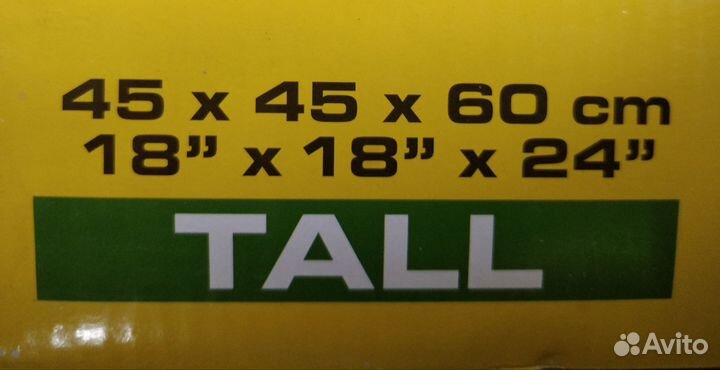 45 x 45 x 60 cm
18” x 18” x 24”
TALL
Avito